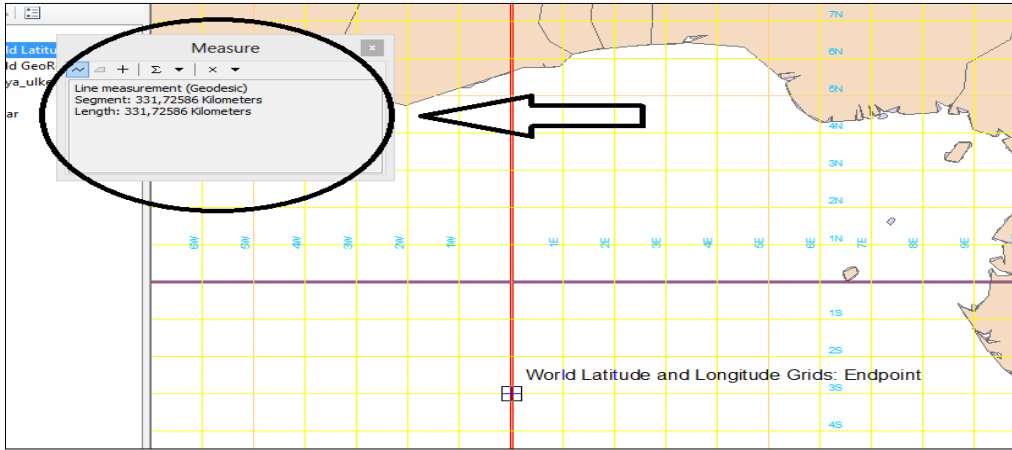 Measure
ld Latitu
ld GeoR
ya_ulke
ar
Line measurement (Geodesic)
Segment: 331,72586 Kilometers
Length: 331,72586 Kilometers
7N
6N
4N
3N
2N
1N
6W
5W
4W
3W
2W
1W
1E
2E
3E
4E
5E
6E
7E
8E
9E
1S
2S
World Latitude and Longitude Grids: Endpoint
3S
4S